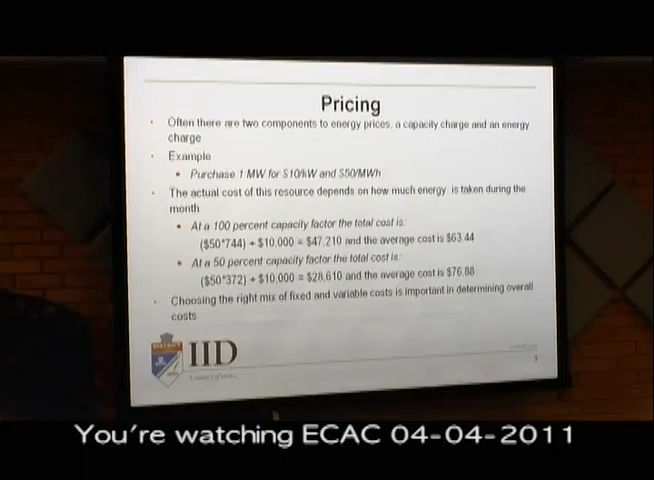 Pricing
Often there are two components to energy prices, a capacity charge and an energy
charge
Example
Purchase 1 MW for $10/kW and $50/MWh
The actual cost of this resource depends on how much energy is taken during the
month
At a 100 percent capacity factor the total cost is:
($50*744) + $10,000 = $47,210 and the average cost is $63.44
At a 50 percent capacity factor the total cost is:
($50*372) + $10,000 = $28,610 and the average cost is $76.88
Choosing the right mix of fixed and variable costs is important in determining overall
costs
IID
You're watching ECAC 04-04-2011